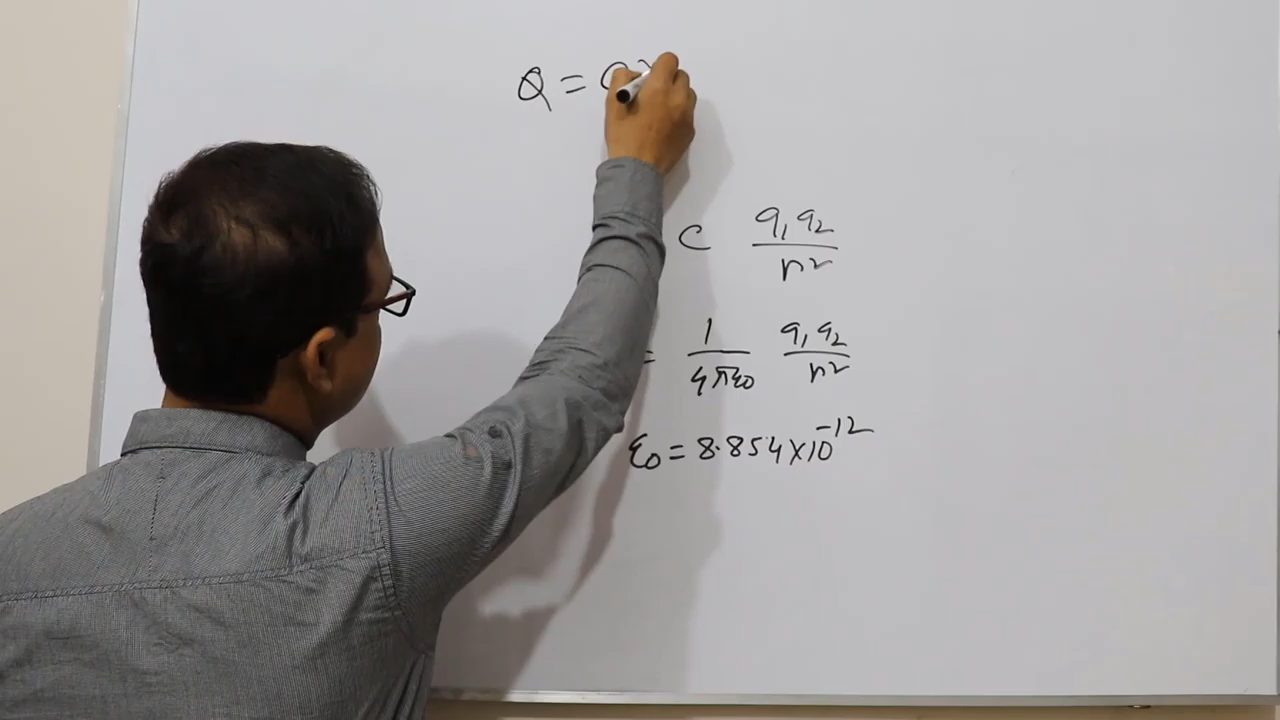 Q =
C q₁q₂/r²
= 1/4πε₀ q₁q₂/r²
ε₀ = 8.854×10⁻¹²